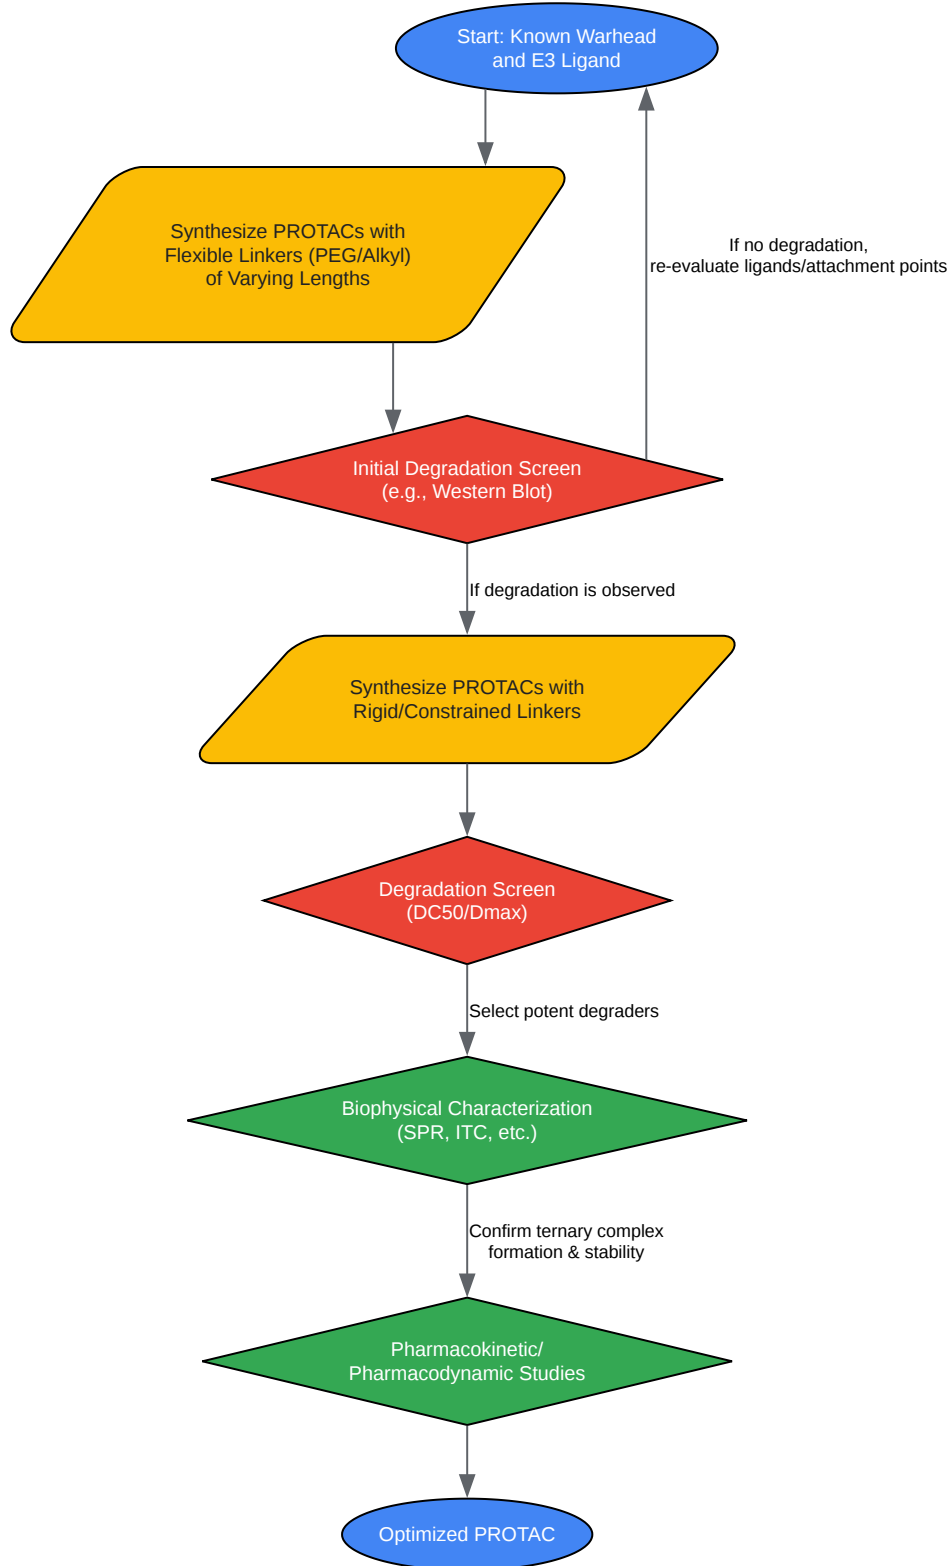 Start: Known Warhead
and E3 Ligand
Synthesize PROTACs with
Flexible Linkers (PEG/Alkyl)
of Varying Lengths
If no degradation,
re-evaluate ligands/attachment points
Initial Degradation Screen
(e.g., Western Blot)
If degradation is observed
Synthesize PROTACs with
Rigid/Constrained Linkers
Degradation Screen
(DC50/Dmax)
Select potent degraders
Biophysical Characterization
(SPR, ITC, etc.)
Confirm ternary complex
formation & stability
Pharmacokinetic/
Pharmacodynamic Studies
Optimized PROTAC